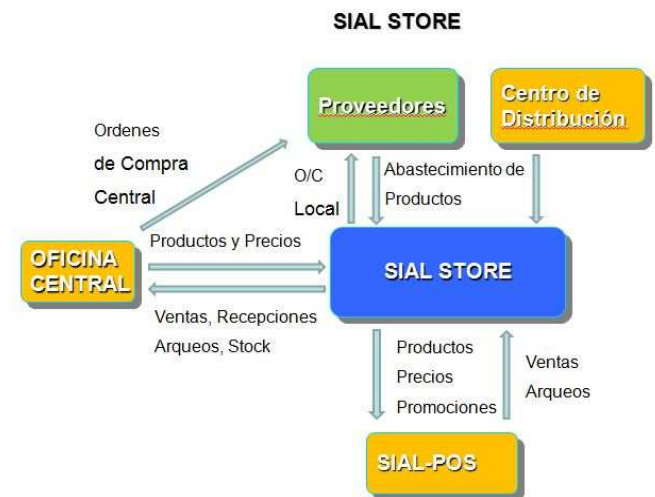 SIAL STORE
Proveedores
Centro de
Distribución
Ordenes
de Compra
Central
O/C
Local
Abastecimiento de
Productos
OFICINA
CENTRAL
Productos y Precios
SIAL STORE
Ventas, Recepciones
Arqueos, Stock
Productos
Precios
Promociones
Ventas
Arqueos
SIAL-POS